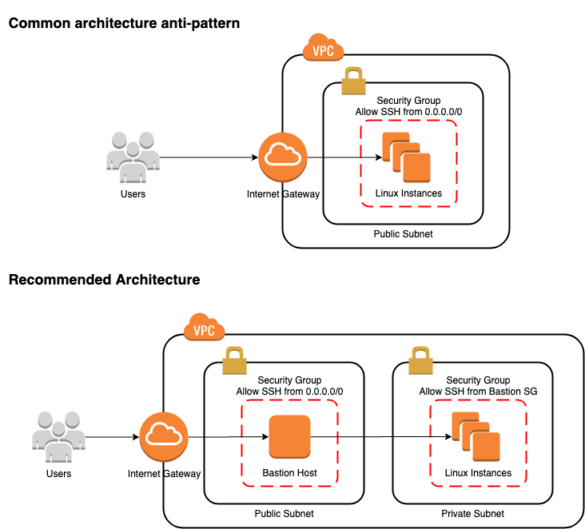 Common architecture anti-pattern
VPC
Security Group
Allow SSH from 0.0.0.0/0
Users
Internet Gateway
Linux Instances
Public Subnet
Recommended Architecture
VPC
Security Group
Allow SSH from 0.0.0.0/0
Security Group
Allow SSH from Bastion SG
Users
Internet Gateway
Bastion Host
Linux Instances
Public Subnet
Private Subnet